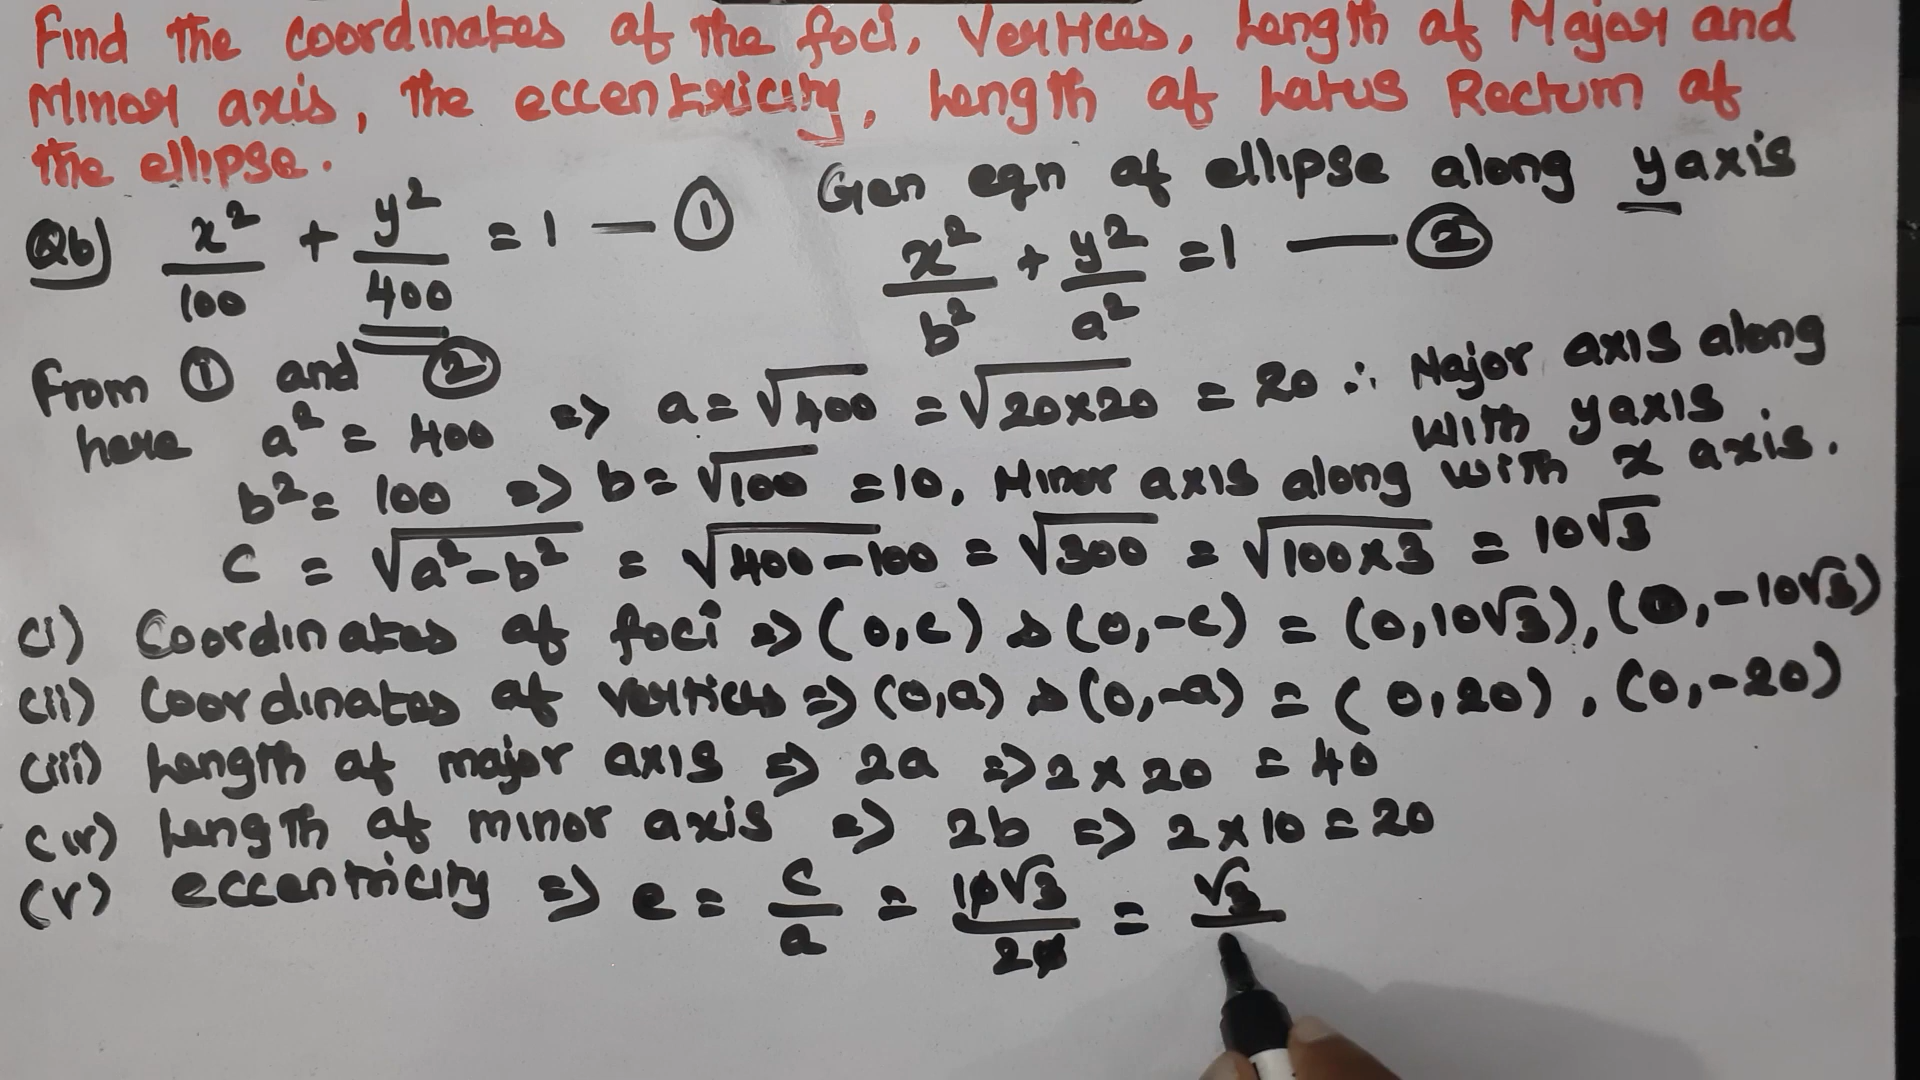 Find the coordinates of the foci, Vertices, Length of Major and
Minor axis, the eccentricity, Length of Latus Rectum of
the ellipse.
Gen eqn of ellipse along y axis
Q6) x²/100 + y²/400 = 1 — ①
x²/b² + y²/a² = 1 — ②
From ① and ②
here a² = 400 => a = √400 = √20×20 = 20 ∴ Major axis along
with y axis.
b² = 100 => b = √100 = 10, Minor axis along with x axis.
c = √a²-b² = √400-100 = √300 = √100×3 = 10√3
(i) Coordinates of foci => (0,c) & (0,-c) = (0,10√3), (0,-10√3)
(ii) Coordinates of vertices => (0,a) & (0,-a) = (0,20), (0,-20)
(iii) Length of major axis => 2a => 2×20 = 40
(iv) Length of minor axis => 2b => 2×10 = 20
(v) eccentricity => e = c/a = 10√3/20 = √3/